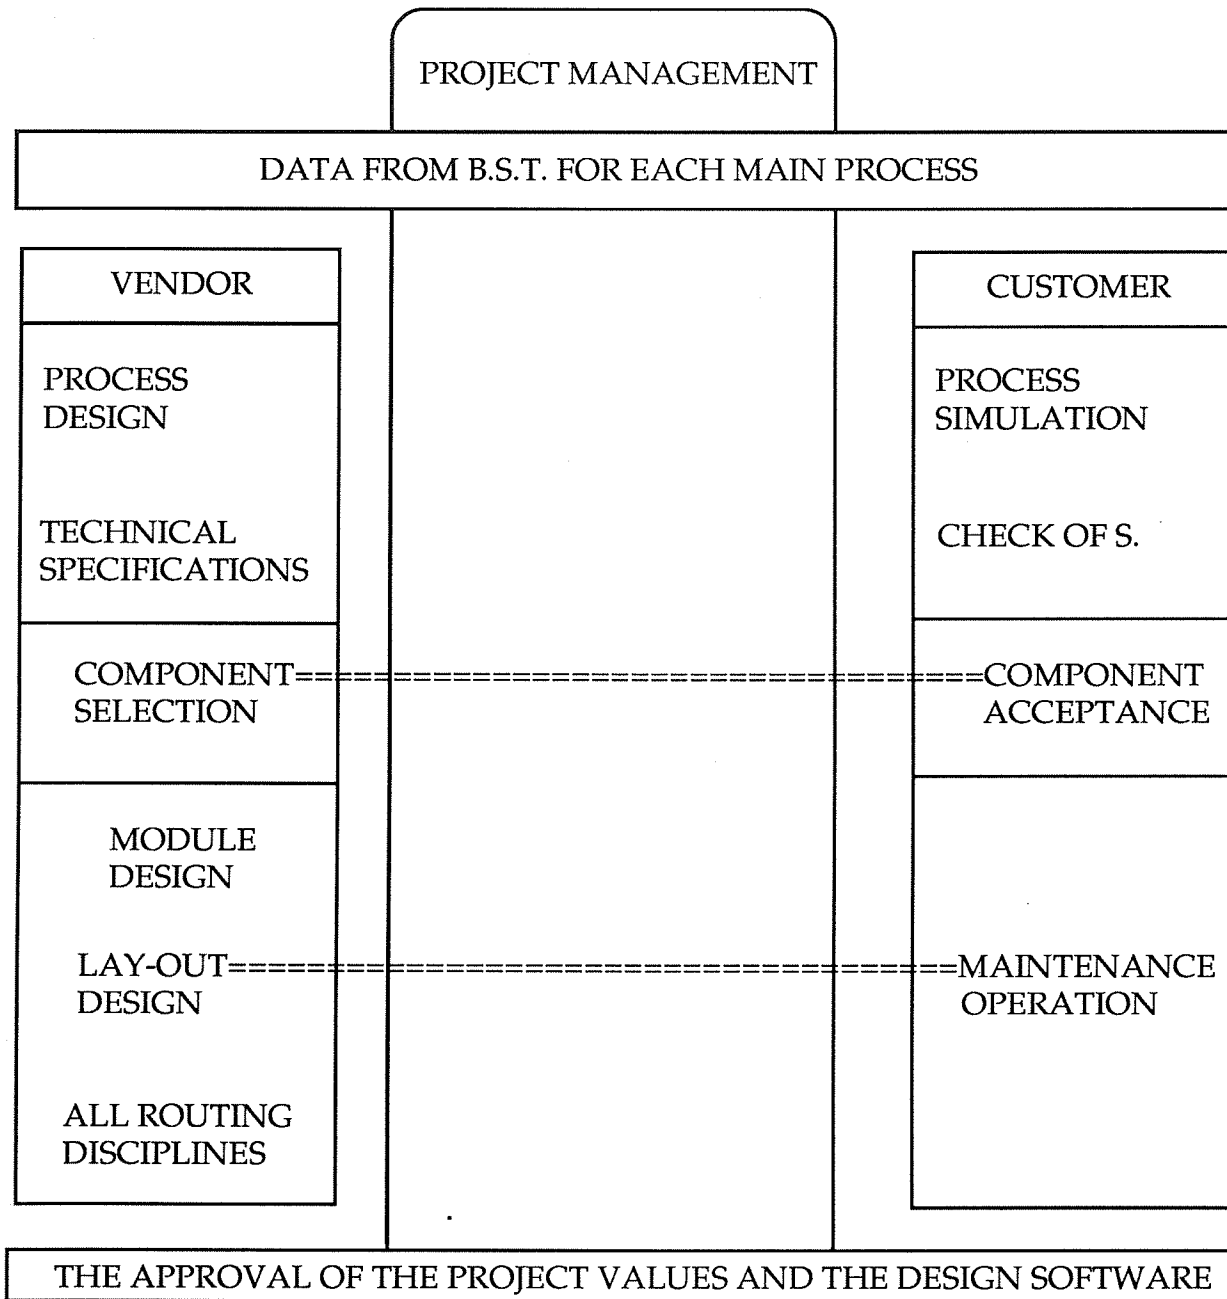 PROJECT MANAGEMENT
DATA FROM B.S.T. FOR EACH MAIN PROCESS
VENDOR
PROCESS
DESIGN
TECHNICAL
SPECIFICATIONS
COMPONENT
SELECTION
MODULE
DESIGN
LAY-OUT
DESIGN
ALL ROUTING
DISCIPLINES
CUSTOMER
PROCESS
SIMULATION
CHECK OF S.
COMPONENT
ACCEPTANCE
MAINTENANCE
OPERATION
THE APPROVAL OF THE PROJECT VALUES AND THE DESIGN SOFTWARE